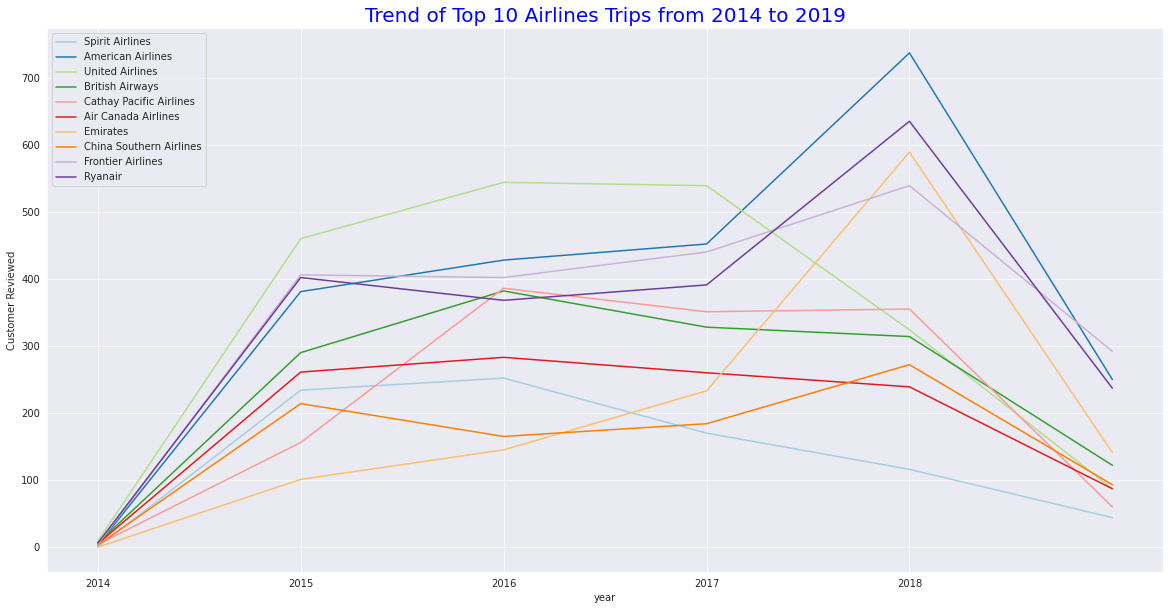 Trend of Top 10 Airlines Trips from 2014 to 2019
Spirit Airlines
American Airlines
United Airlines
British Airways
Cathay Pacific Airlines
Air Canada Airlines
Emirates
China Southern Airlines
Frontier Airlines
Ryanair
Customer Reviewed
700
600
500
400
300
200
100
0
2014 2015 2016 2017 2018
year